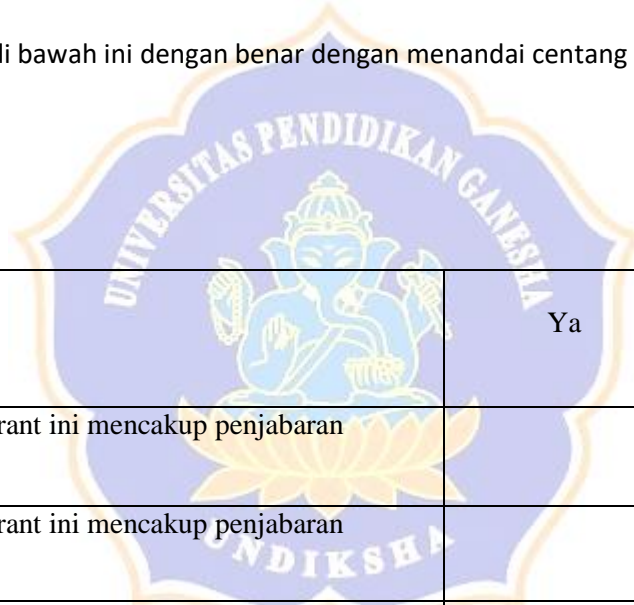 di bawah ini dengan benar dengan menandai centang
UNIVERSITAS PENDIDIKAN GANESHA
Ya
rant ini mencakup penjabaran
rant ini mencakup penjabaran
UNDIKSHA